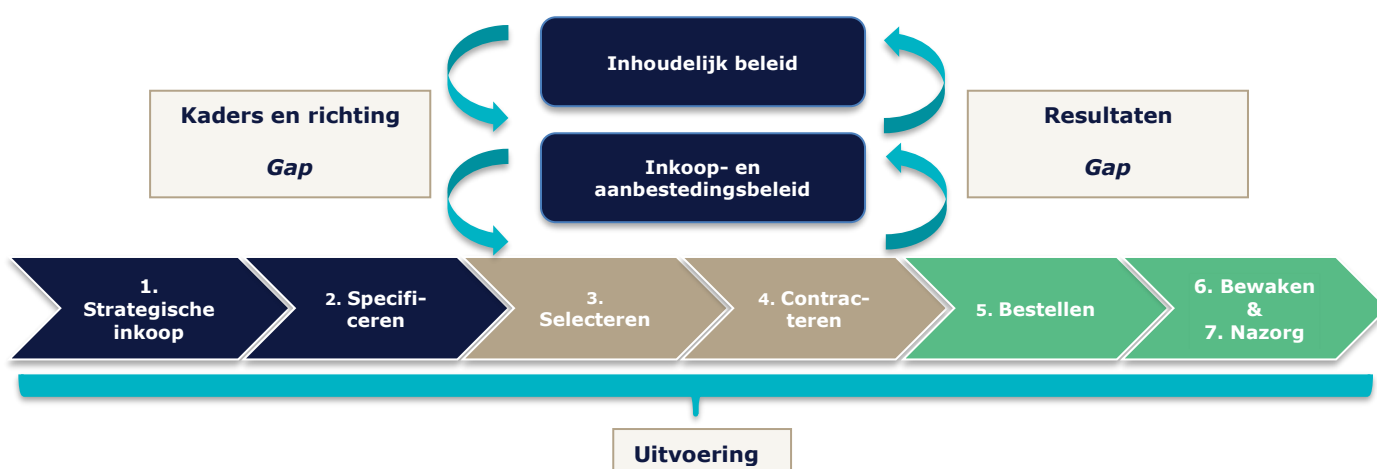 Inhoudelijk beleid
Kaders en richting
Gap
Resultaten
Gap
Inkoop- en
aanbestedingsbeleid
1.
Strategische
inkoop
2. Specifi-
ceren
3.
Selecteren
4. Contrac-
teren
5. Bestellen
6. Bewaken
&
7. Nazorg
Uitvoering